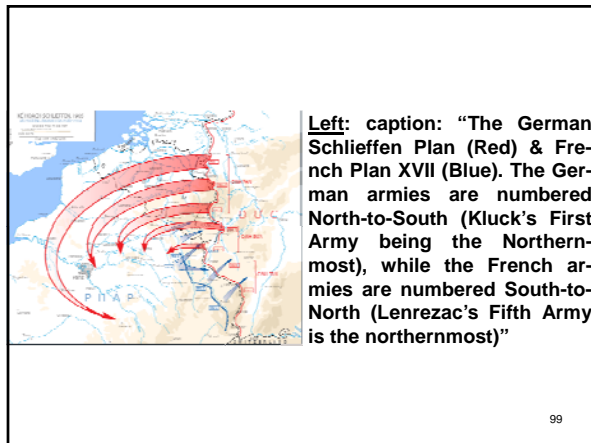 Left: caption: “The German
Schlieffen Plan (Red) & Fre-
nch Plan XVII (Blue). The Ger-
man armies are numbered
North-to-South (Kluck’s First
Army being the Northern-
most), while the French ar-
mies are numbered South-to-
North (Lenrezac’s Fifth Army
is the northernmost)”
99